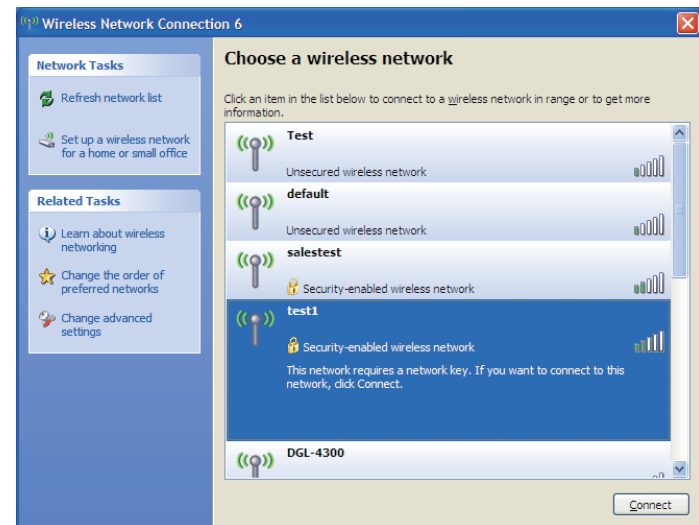 Wireless Network Connection 6
Network Tasks
Refresh network list
Set up a wireless network
for a home or small office
Related Tasks
Learn about wireless
networking
Change the order of
preferred networks
Change advanced
settings
Choose a wireless network
Click an item in the list below to connect to a wireless network in range or to get more
information.
Test
Unsecured wireless network
default
Unsecured wireless network
salestest
Security-enabled wireless network
test1
Security-enabled wireless network
This network requires a network key. If you want to connect to this
network, click Connect.
DGL-4300
Connect